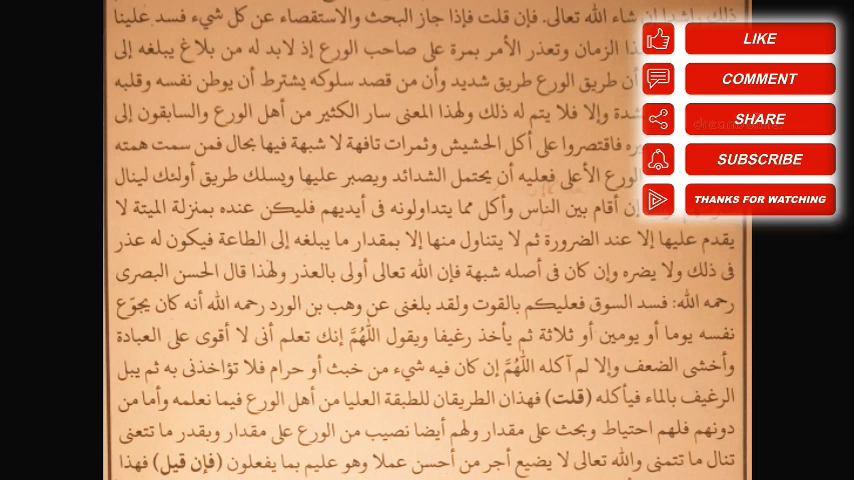 ذلك راشدا إن شاء الله تعالى. فإن قلت فإذا جاز البحث والاستقصاء عن كل شيء فسد علينا
هذا الزمان وتعذر الأمر بمرة على صاحب الورع إذ لابد له من بلاغ يبلغه إلى
أن طريق الورع طريق شديد وأن من قصد سلوكه يشترط أن يوطن نفسه وقلبه
شدة وإلا فلا يتم له ذلك ولهذا المعنى سار الكثير من أهل الورع والسابقون إلى
فاقتصروا على أكل الحشيش وثمرات تافهة لا شبهة فيها بحال فمن سمت همته
الورع الأعلى فعليه أن يحتمل الشدائد ويصبر عليها ويسلك طريق أولئك لينال
إن أقام بين الناس وأكل مما يتداولونه فى أيديهم فليكن عنده بمنزلة الميتة لا
يقدم عليها إلا عند الضرورة ثم لا يتناول منها إلا بمقدار ما يبلغه إلى الطاعة فيكون له عذر
فى ذلك ولا يضره وإن كان فى أصله شبهة فإن الله تعالى أولى بالعذر ولهذا قال الحسن البصرى
رحمه الله: فسد السوق فعليكم بالقوت ولقد بلغنى عن وهب بن الورد رحمه الله أنه كان يجوّع
نفسه يوما أو يومين أو ثلاثة ثم يأخذ رغيفا ويقول اللّهُمَّ إنك تعلم أنى لا أقوى على العبادة
وأخشى الضعف وإلا لم آكله اللّهُمَّ إن كان فيه شيء من خبث أو حرام فلا تؤاخذنى به ثم يبل
الرغيف بالماء فيأكله (قلت) فهذان الطريقان للطبقة العليا من أهل الورع فيما نعلمه وأما من
دونهم فلهم احتياط وبحث على مقدار ولهم أيضا نصيب من الورع على مقدار وبقدر ما تتعنى
تنال ما تتمنى والله تعالى لا يضيع أجر من أحسن عملا وهو عليم بما يفعلون (فإن قيل) فهذا
LIKE
COMMENT
SHARE
SUBSCRIBE
THANKS FOR WATCHING